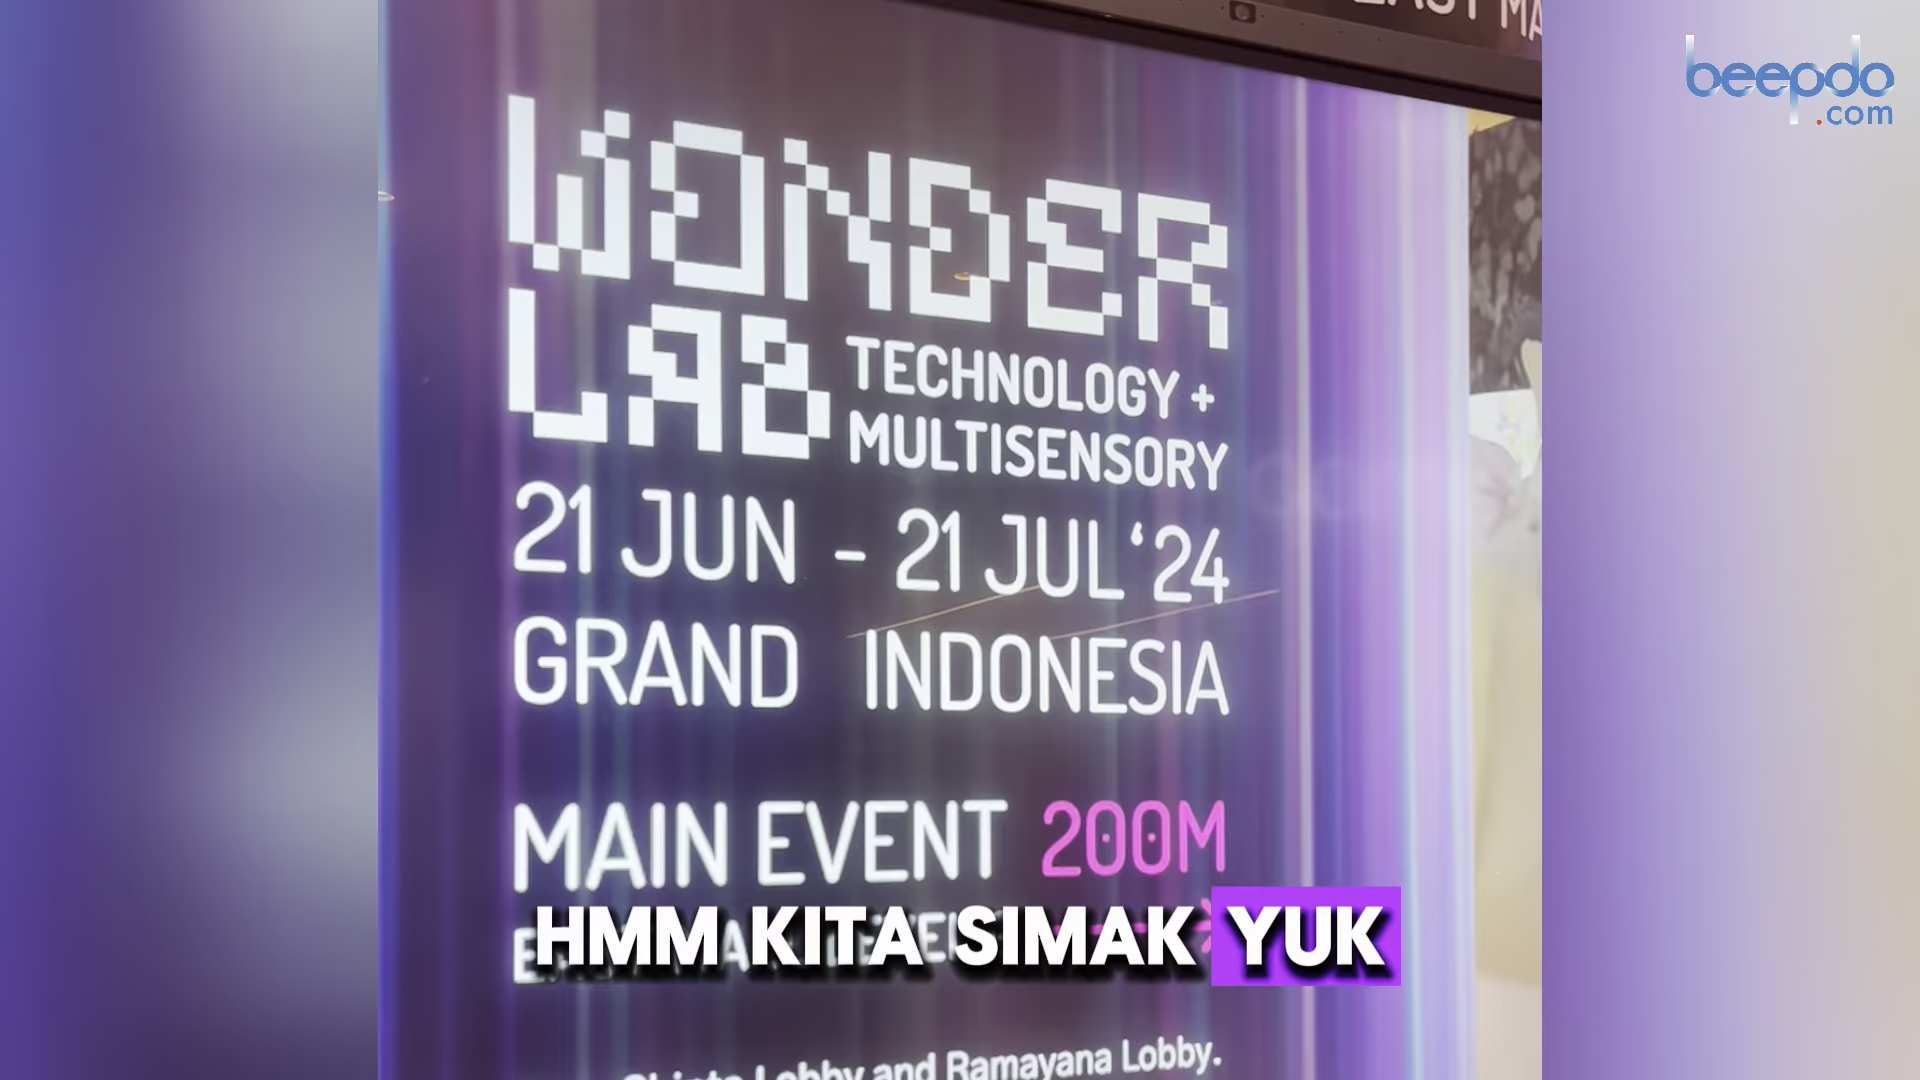 beepdo
.com
WONDER
LAB
TECHNOLOGY +
MULTISENSORY
21 JUN - 21 JUL '24
GRAND INDONESIA
MAIN EVENT 200M
HMM KITA SIMAK YUK
Lobby and Ramayana Lobby.